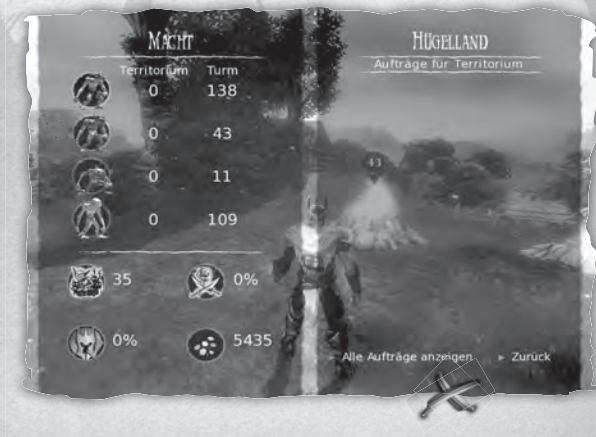 MACHT
Territorium Turm
0 138
0 43
0 11
0 109
35 0%
0% 5435
HÜGELLAND
Aufträge für Territorium
43
Alle Aufträge anzeigen ► Zurück